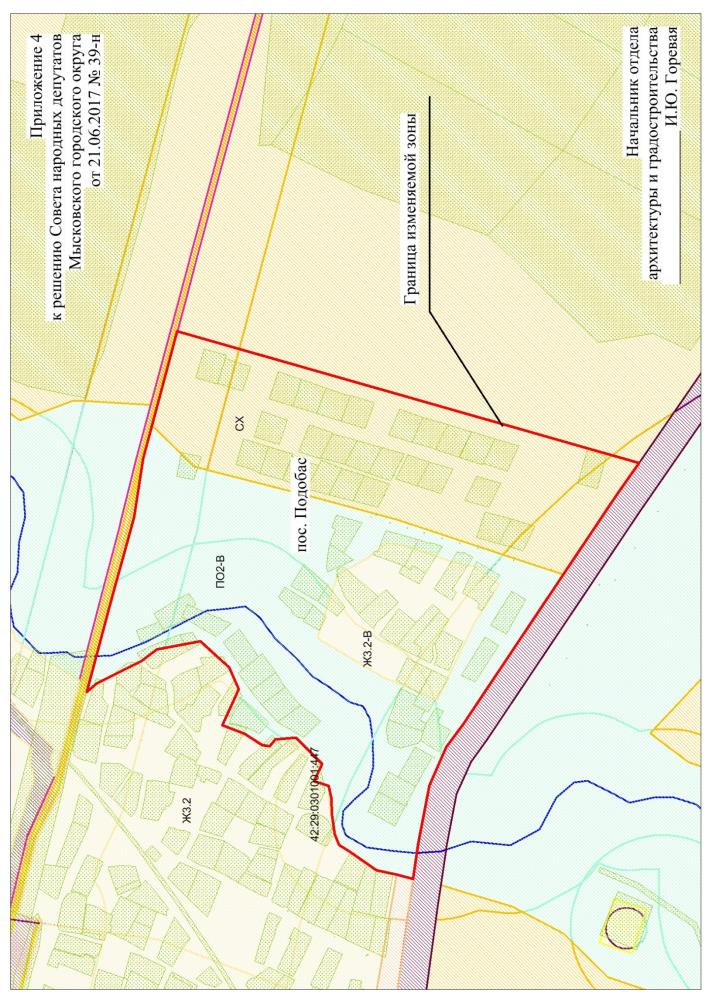 Приложение 4
к решению Совета народных депутатов
Мысковского городского округа
от 21.06.2017 № 39-н
Граница изменяемой зоны
СХ
пос. Подобас
ПО2-В
Ж3.2-В
Ж3.2
42:29:0301001:447
Начальник отдела
архитектуры и градостроительства
И.Ю. Горевая